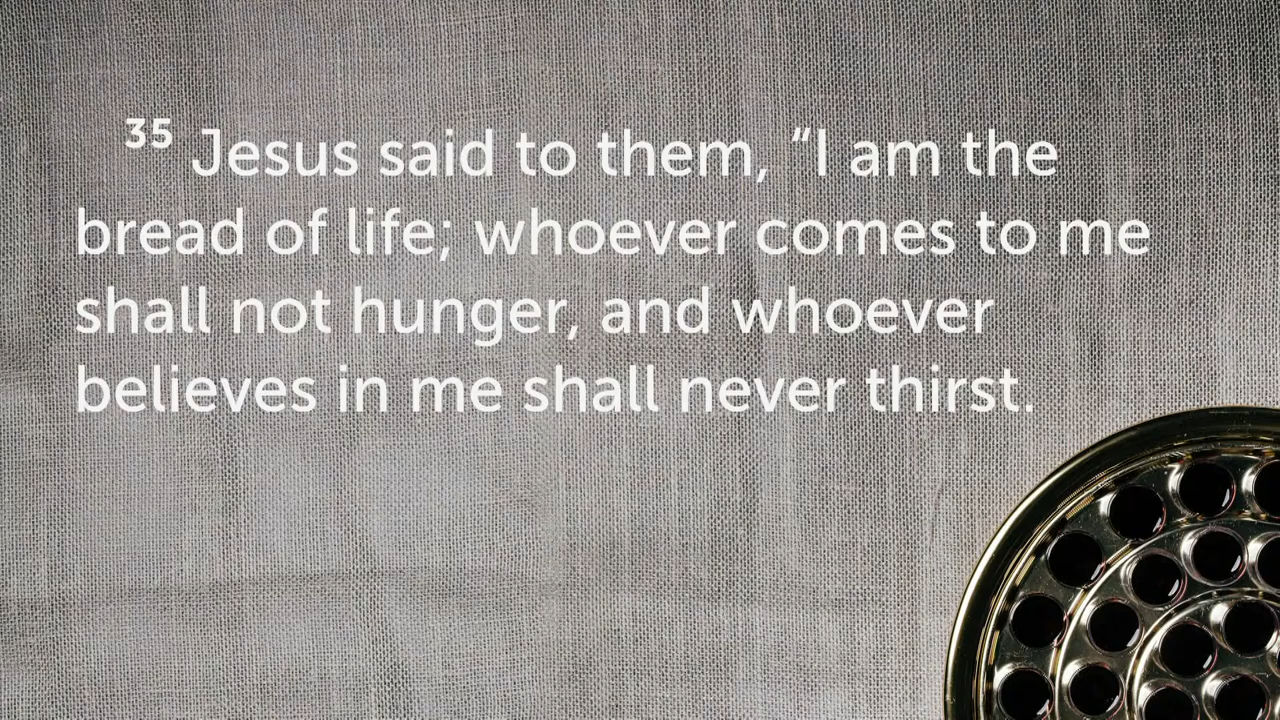 35 Jesus said to them, “I am the
bread of life; whoever comes to me
shall not hunger, and whoever
believes in me shall never thirst.